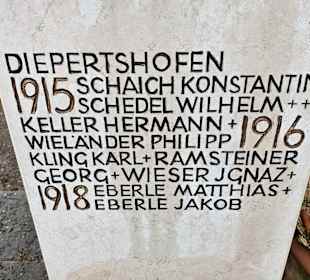 DIEPERTSHOFEN
1915 SCHAICH KONSTANTIN
SCHEDEL WILHELM ++
KELLER HERMANN + 1916
WIELÄNDER PHILIPP
KLING KARL + RAMSTEINER
GEORG + WIESER JGNAZ +
1918 EBERLE MATTHIAS +
EBERLE JAKOB